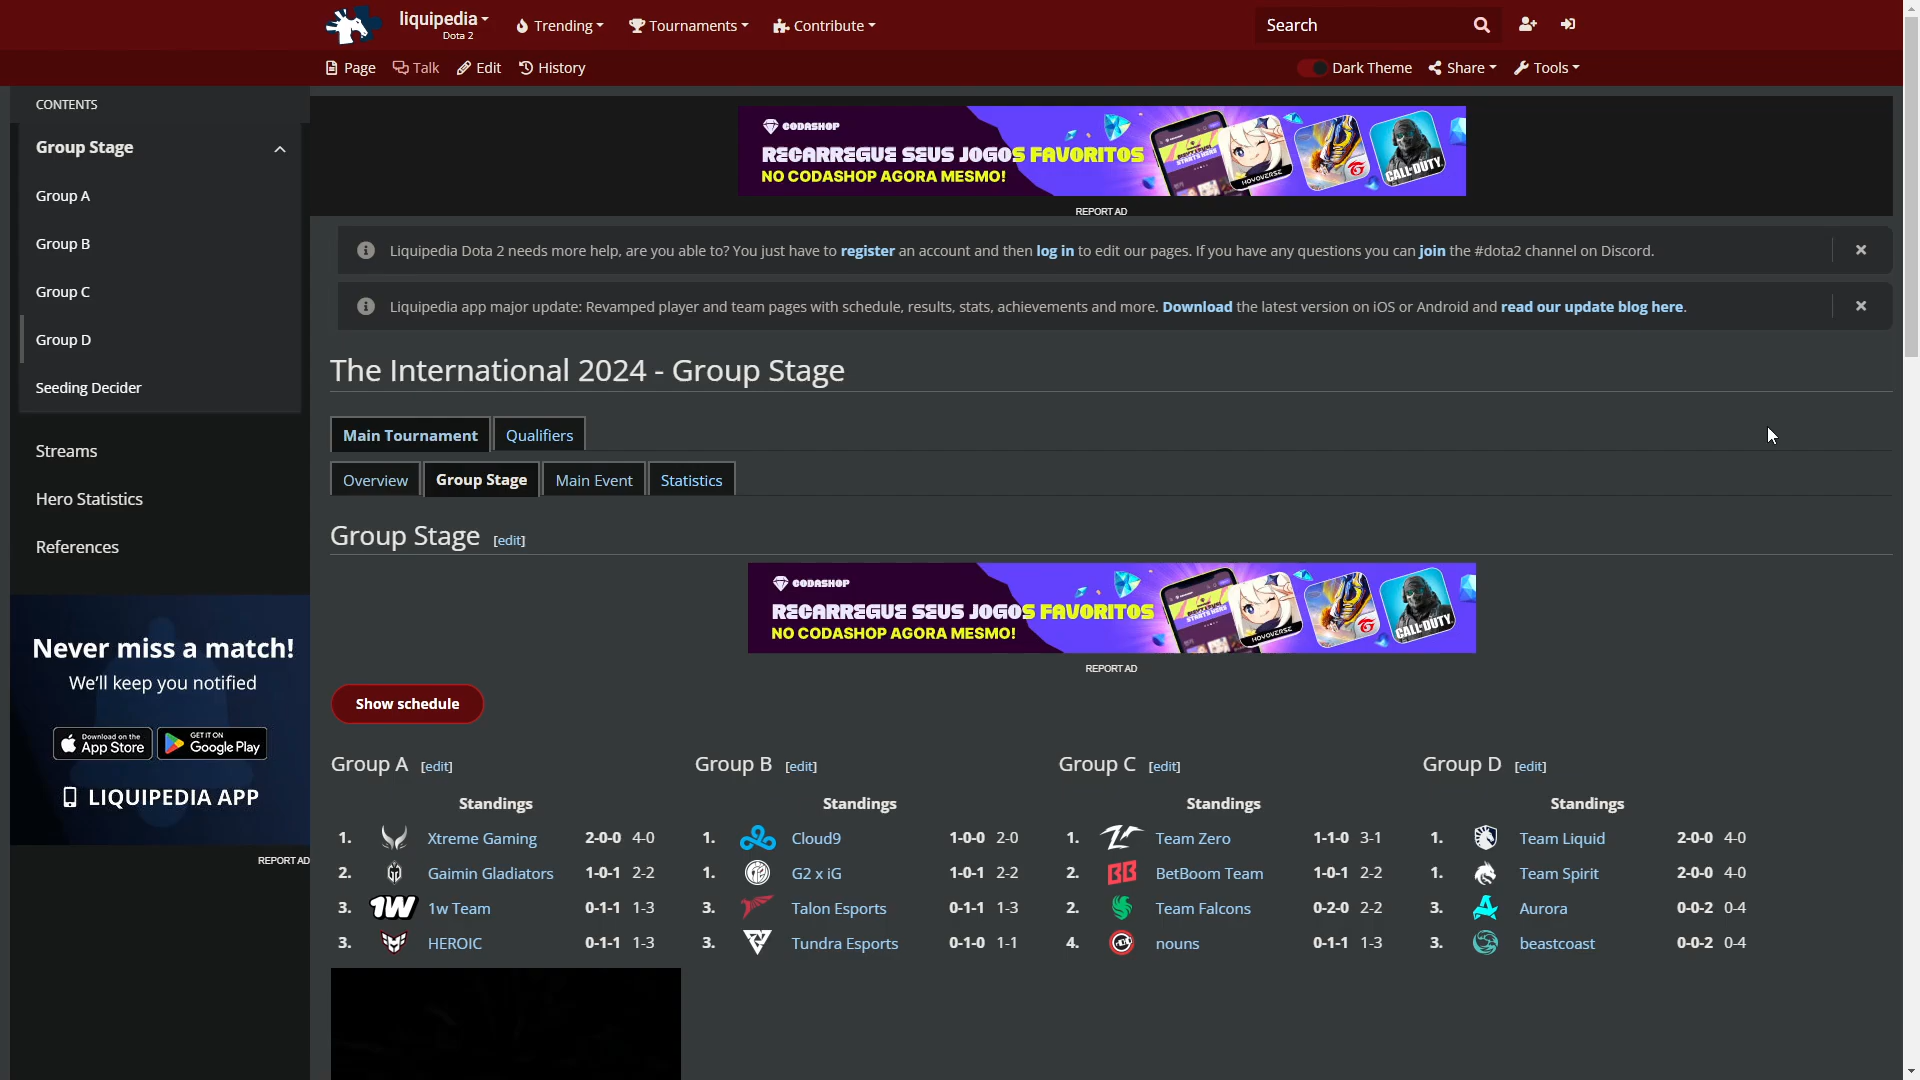 liquipedia
Dota 2
Trending
Tournaments
Contribute
Search
Page
Talk
Edit
History
Dark Theme
Share
Tools
CONTENTS
Group Stage
Group A
Group B
Group C
Group D
Seeding Decider
Streams
Hero Statistics
References
Never miss a match!
We'll keep you notified
Download on the
App Store
GET IT ON
Google Play
LIQUIPEDIA APP
REPORT AD
CODASHOP
RECARREGUE SEUS JOGOS FAVORITOS
NO CODASHOP AGORA MESMO!
HOYOVERSE
CALL OF DUTY
REPORT AD
Liquipedia Dota 2 needs more help, are you able to? You just have to register an account and then log in to edit our pages. If you have any questions you can join the #dota2 channel on Discord.
Liquipedia app major update: Revamped player and team pages with schedule, results, stats, achievements and more. Download the latest version on iOS or Android and read our update blog here.
The International 2024 - Group Stage
Main Tournament
Qualifiers
Overview
Group Stage
Main Event
Statistics
Group Stage [edit]
CODASHOP
RECARREGUE SEUS JOGOS FAVORITOS
NO CODASHOP AGORA MESMO!
HOYOVERSE
CALL OF DUTY
REPORT AD
Show schedule
Group A [edit]
Standings
1. Xtreme Gaming 2-0-0 4-0
2. Gaimin Gladiators 1-0-1 2-2
3. 1W 1w Team 0-1-1 1-3
3. HEROIC 0-1-1 1-3
Group B [edit]
Standings
1. Cloud9 1-0-0 2-0
1. G2 x iG 1-0-1 2-2
3. Talon Esports 0-1-1 1-3
3. Tundra Esports 0-1-0 1-1
Group C [edit]
Standings
1. Team Zero 1-1-0 3-1
2. BB BetBoom Team 1-0-1 2-2
2. Team Falcons 0-2-0 2-2
4. nouns 0-1-1 1-3
Group D [edit]
Standings
1. Team Liquid 2-0-0 4-0
1. Team Spirit 2-0-0 4-0
3. Aurora 0-0-2 0-4
3. beastcoast 0-0-2 0-4